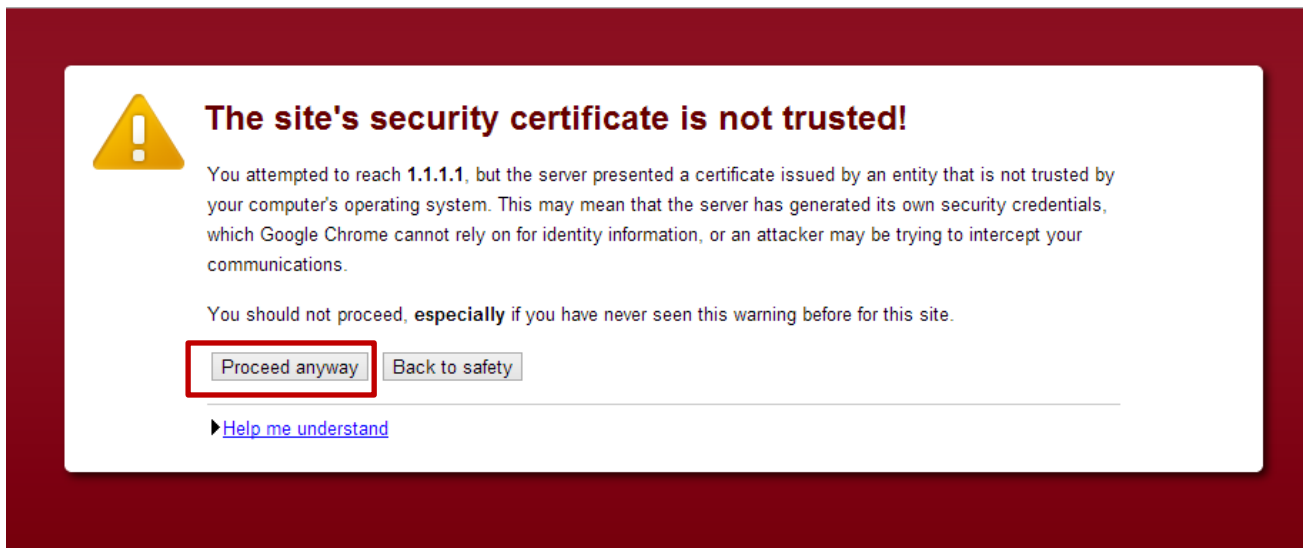 The site's security certificate is not trusted!
You attempted to reach 1.1.1.1, but the server presented a certificate issued by an entity that is not trusted by
your computer's operating system. This may mean that the server has generated its own security credentials,
which Google Chrome cannot rely on for identity information, or an attacker may be trying to intercept your
communications.
You should not proceed, especially if you have never seen this warning before for this site.
Proceed anyway Back to safety
Help me understand